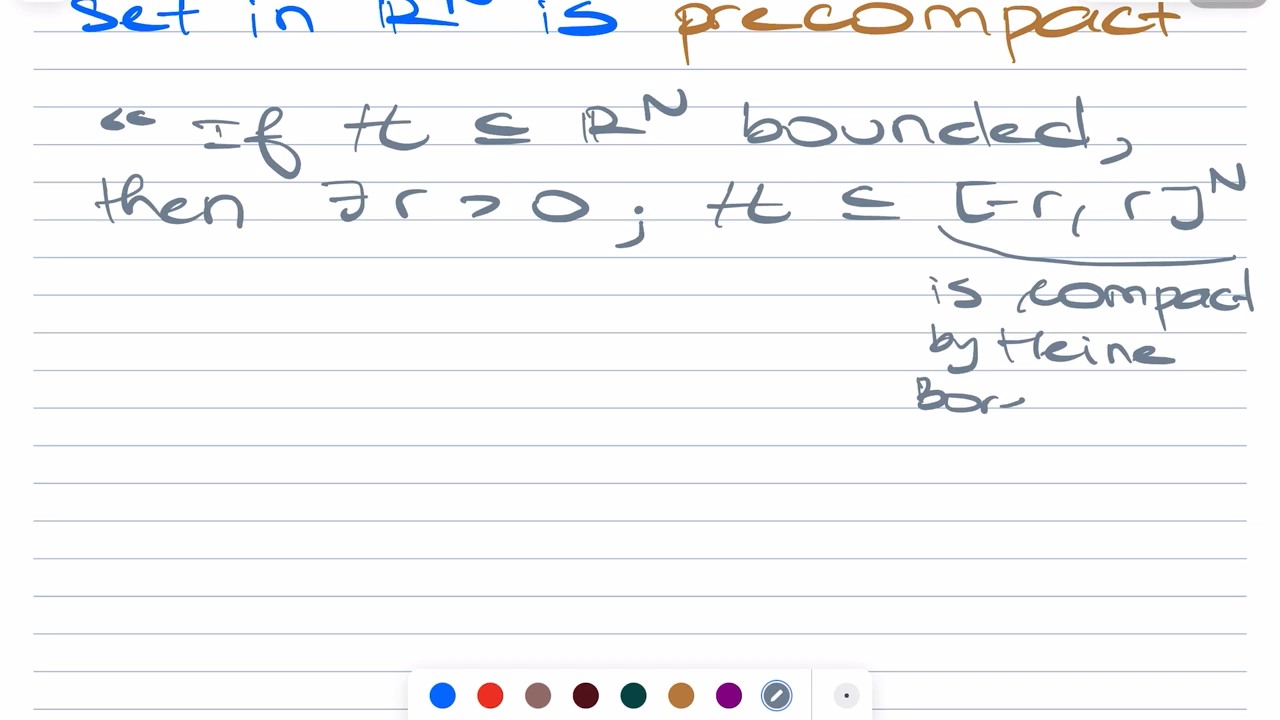 set in ℝᴺ is precompact
“ If H ⊆ ℝᴺ bounded,
then ∃ r > 0 ; H ⊆ [-r, r]ᴺ
is compact
by Heine
Bor